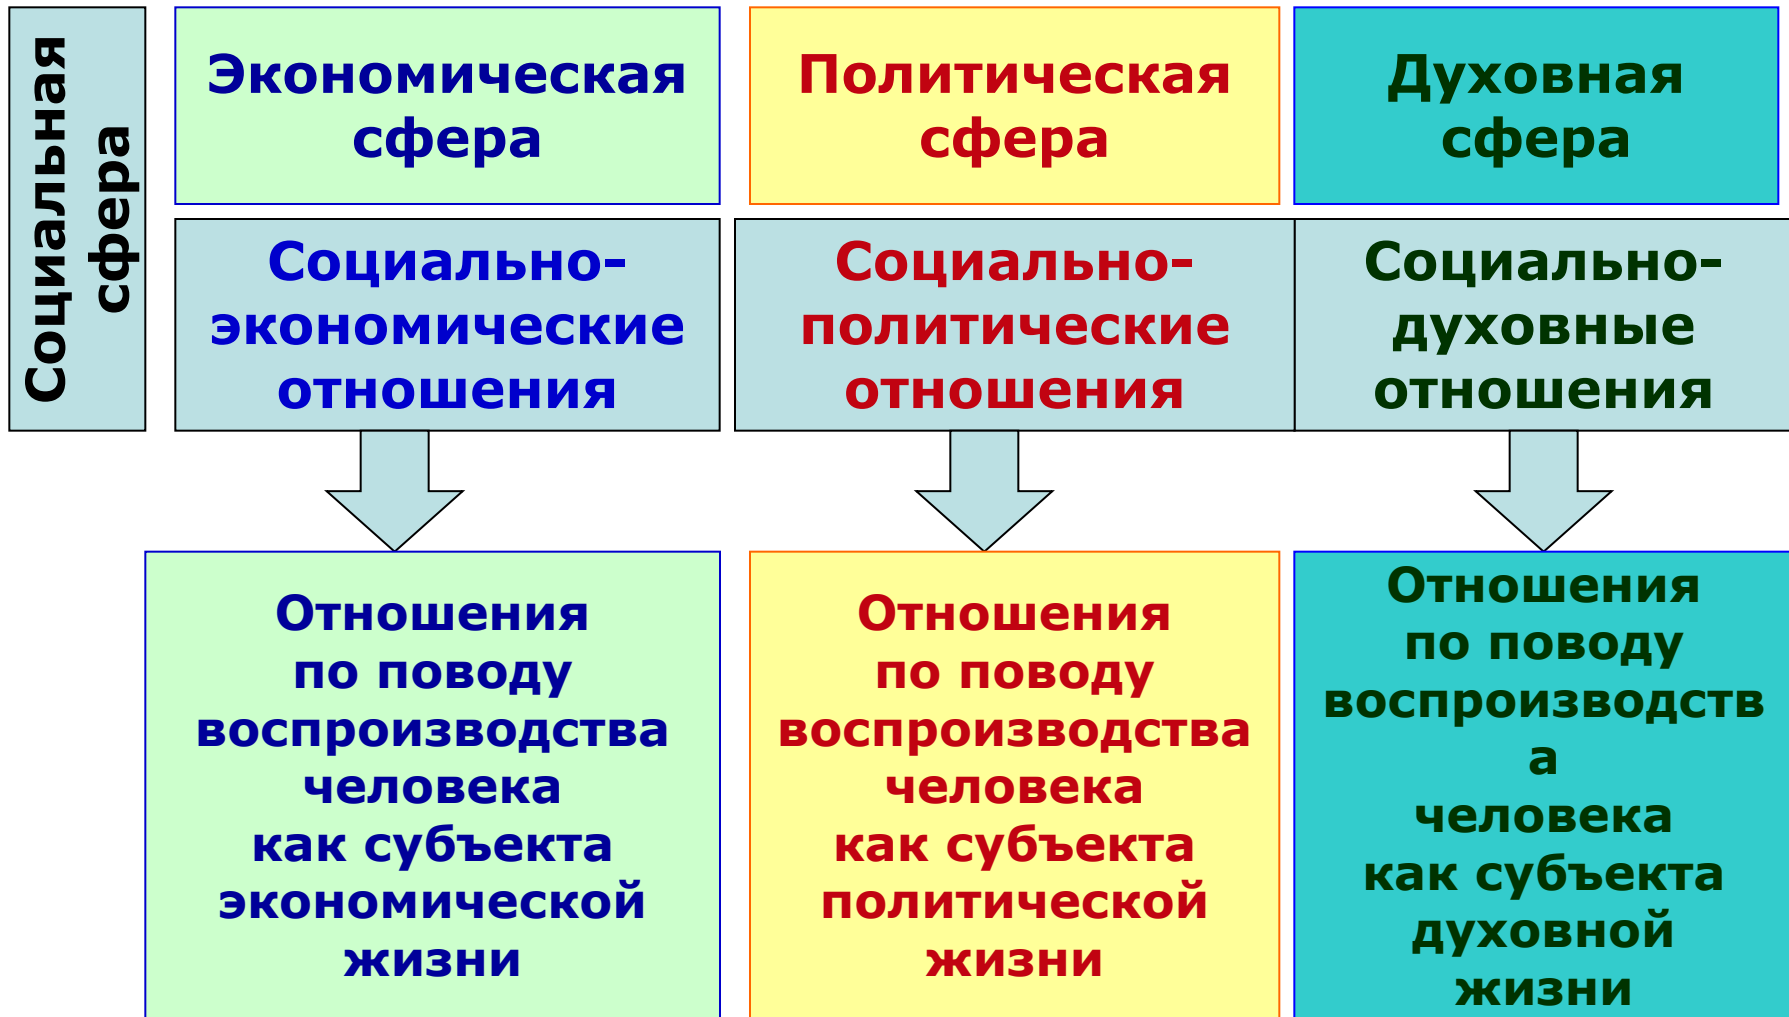 Социальная
сфера
Экономическая
сфера
Политическая
сфера
Духовная
сфера
Социально-
экономические
отношения
Социально-
политические
отношения
Социально-
духовные
отношения
Отношения
по поводу
воспроизводства
человека
как субъекта
экономической
жизни
Отношения
по поводу
воспроизводства
человека
как субъекта
политической
жизни
Отношения
по поводу
воспроизводств
а
человека
как субъекта
духовной
жизни